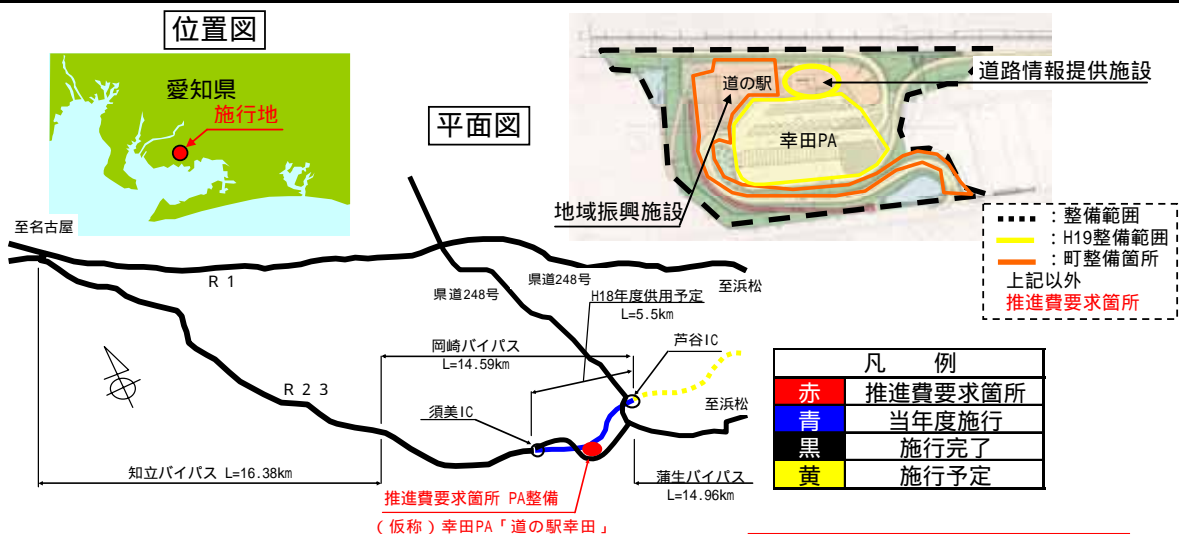 位置図
愛知県
施行地
平面図
道路情報提供施設
道の駅
幸田PA
地域振興施設
：整備範囲
：H19整備範囲
：町整備箇所
上記以外
推進費要求箇所
至名古屋
R 1
県道248号
県道248号
至浜松
H18年度供用予定
L=5.5km
岡崎バイパス
L=14.59km
芦谷IC
R 2 3
須美IC
至浜松
知立バイパス L=16.38km
蒲生バイパス
L=14.96km
推進費要求箇所 PA整備
（仮称）幸田PA「道の駅幸田」
凡 例
赤 推進費要求箇所
青 当年度施行
黒 施行完了
黄 施行予定